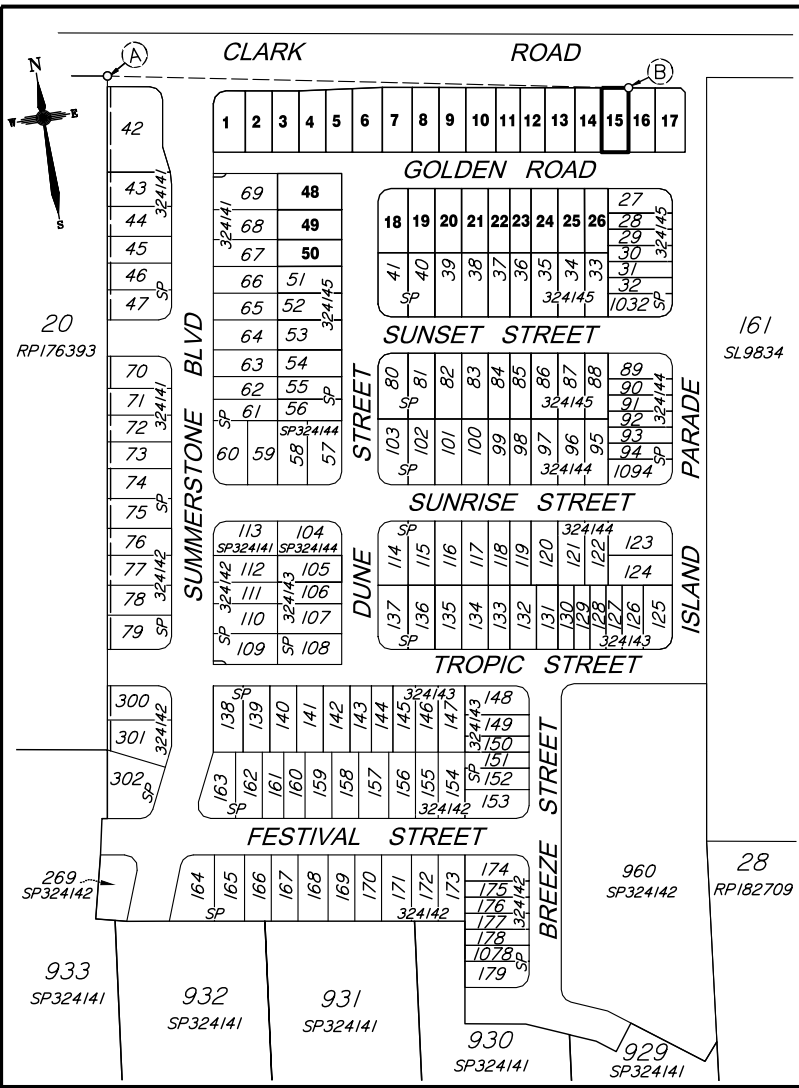 CLARK ROAD
A
B
N
W E
S
42
1 2 3 4 5 6 7 8 9 10 11 12 13 14 15 16 17
GOLDEN ROAD
43
324141
44
45
46
SP
47
20
RP176393
69 48
324141
68 49
67 50
66 51
65 52
324145
64 53
63 54
62 55
SP
61 56
SP
SP324144
60 59 58 57
18 19 20 21 22 23 24 25 26
41 40 39 38 37 36 35 34 33
SP 324145
27
28
324145
29
30
31
32
1032 SP
161
SL9834
SUNSET STREET
SUMMERSTONE BLVD
DUNE STREET
ISLAND PARADE
70
71
324141
72
73
74
SP
75
76
77
324142
78
79 SP
80 81 82 83 84 85 86 87 88
SP 324145
103 102 101 100 99 98 97 96 95
SP 324144
89
90
324144
91
92
93
94
SP
1094
SUNRISE STREET
113 104
SP324141 SP324144
112 105
324142
111 106
324143
110 107
SP
109 SP 108
SP 324144
114 115 116 117 118 119 120 121 122
123
124
137 136 135 134 133 132 131 130 129 128 127 126 125
SP 324143
TROPIC STREET
300
324142
301
302 SP
SP 324143
138 139 140 141 142 143 144 145 146 147
148
324143
149
150
151
SP
152
153
163 162 161 160 159 158 157 156 155 154
SP 324142
BREEZE STREET
FESTIVAL STREET
269
SP324142
164 165 166 167 168 169 170 171 172 173
SP 324142
174
175
324142
176
177
178
1078 SP
179
960
SP324142
28
RP182709
933
SP324141
932
SP324141
931
SP324141
930
SP324141
929
SP324141